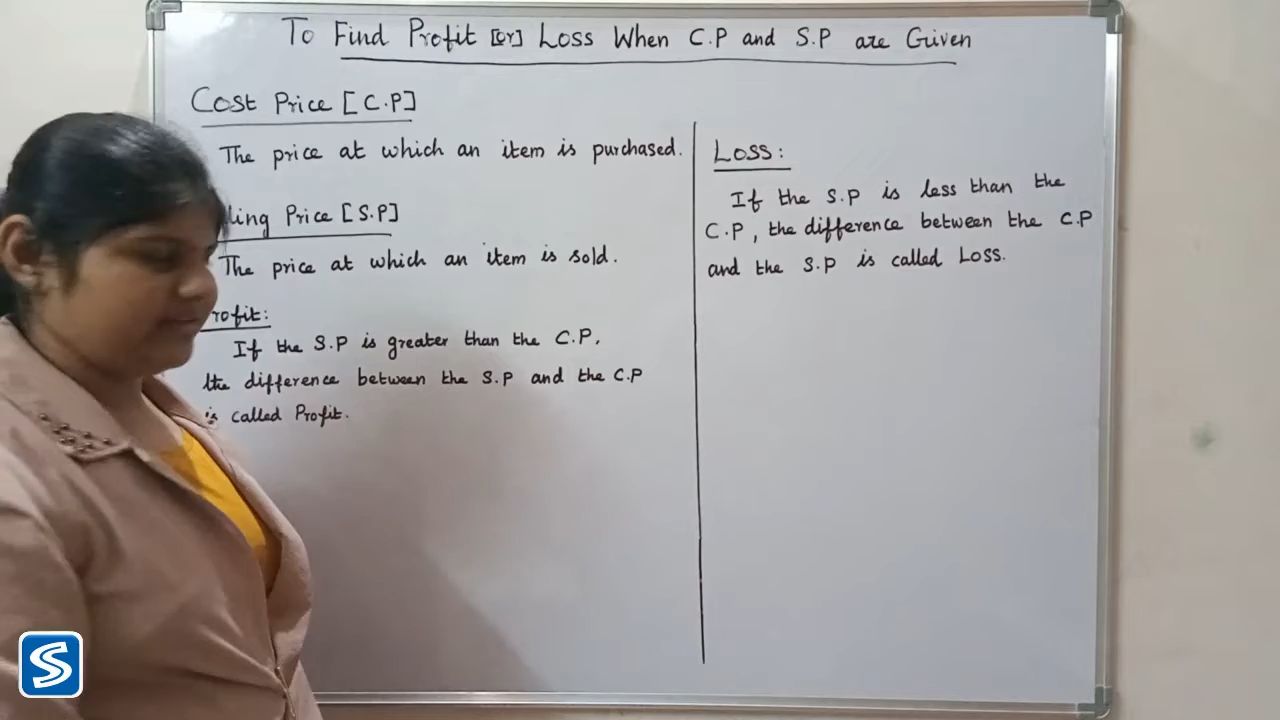 To Find Profit [or] Loss When C.P and S.P are Given
Cost Price [C.P]
The price at which an item is purchased.
ling Price [S.P]
The price at which an item is sold.
rofit:
If the S.P is greater than the C.P,
the difference between the S.P and the C.P
is called Profit.
Loss:
If the S.P is less than the
C.P, the difference between the C.P
and the S.P is called Loss.
S